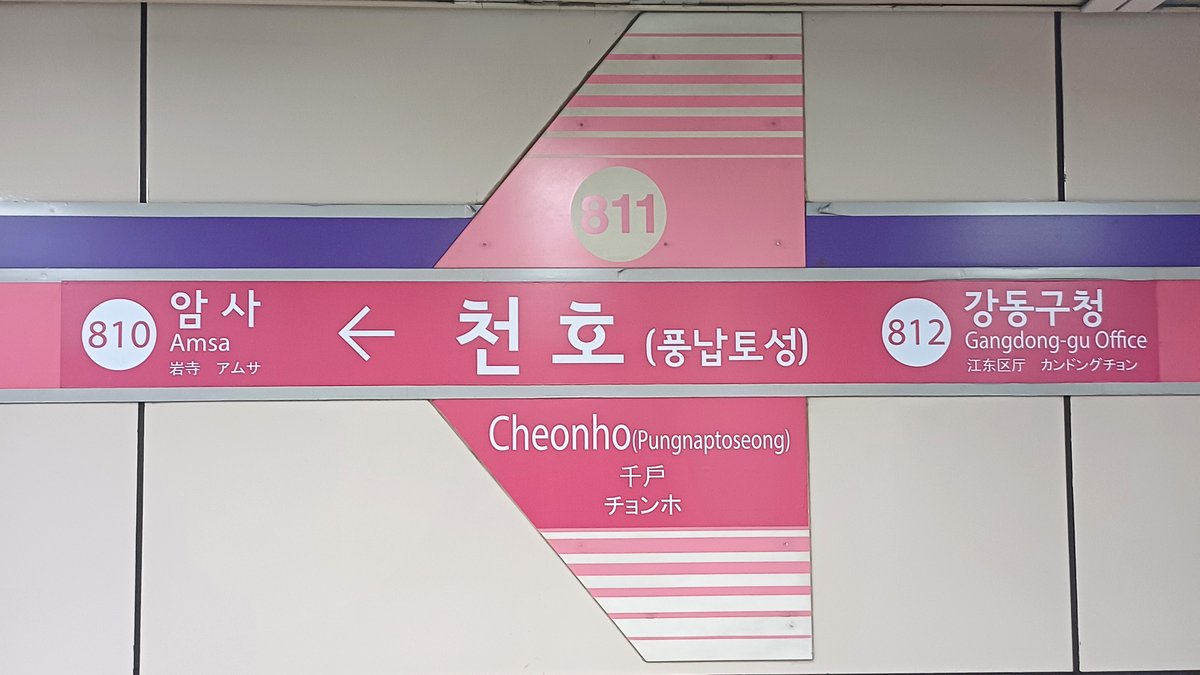 811
810
암사
Amsa
岩寺 アムサ
←
천호 (풍납토성)
812
강동구청
Gangdong-gu Office
江东区厅 カンドングチョン
Cheonho(Pungnaptoseong)
千戶
チョンホ